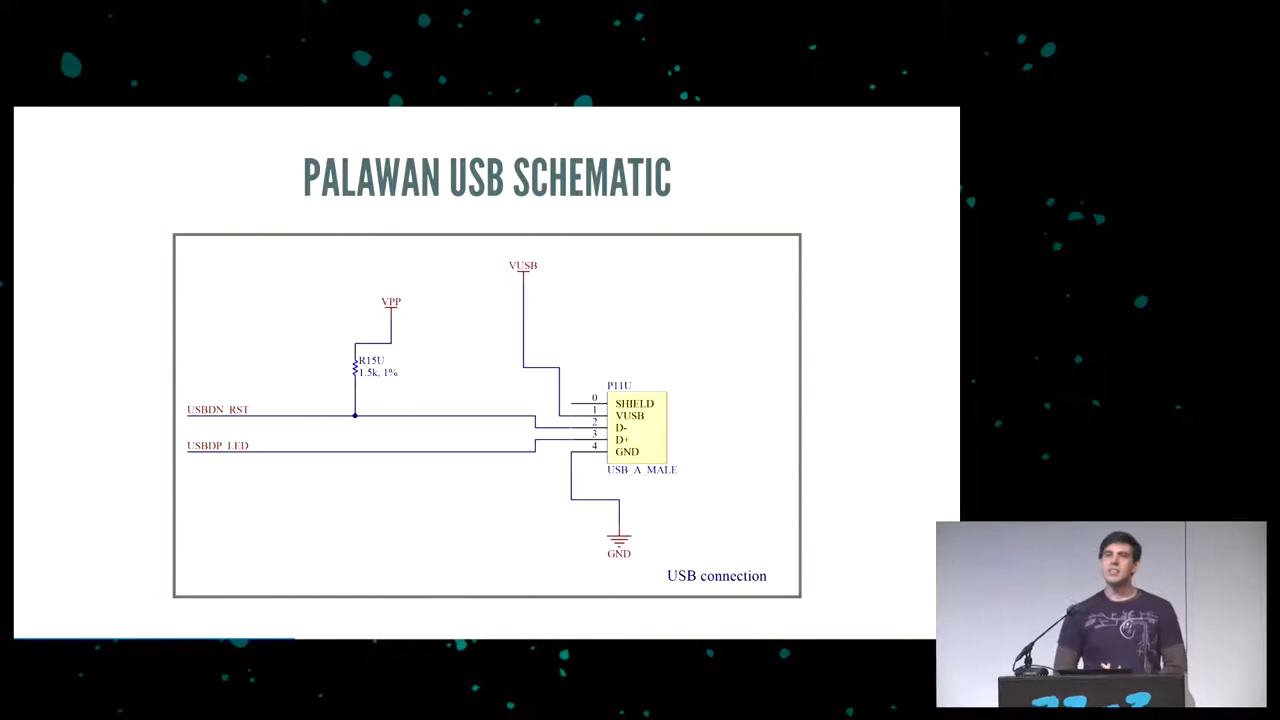 PALAWAN USB SCHEMATIC
VUSB
VPP
R15U
1.5k, 1%
P11U
0
SHIELD
1
VUSB
2
D-
3
D+
4
GND
USBDN_RST
USBDP_LED
USB_A_MALE
GND
USB connection